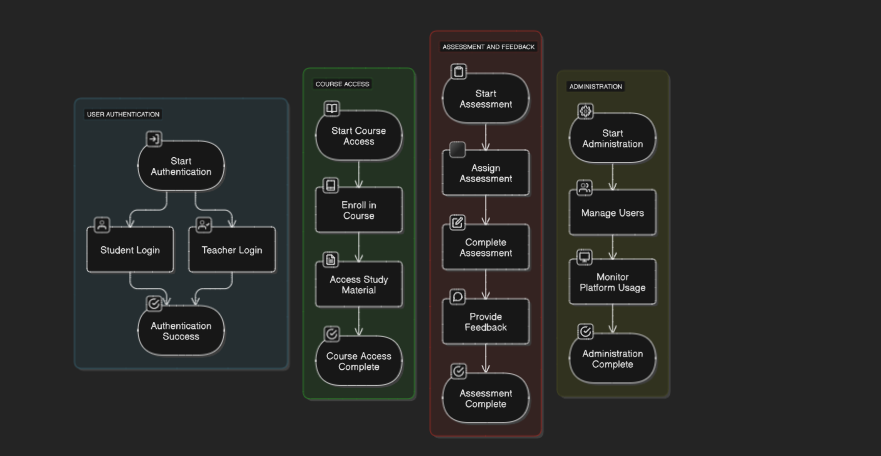 USER AUTHENTICATION
Start
Authentication
Student Login
Teacher Login
Authentication
Success
COURSE ACCESS
Start Course
Access
Enroll in
Course
Access Study
Material
Course Access
Complete
ASSESSMENT AND FEEDBACK
Start
Assessment
Assign
Assessment
Complete
Assessment
Provide
Feedback
Assessment
Complete
ADMINISTRATION
Start
Administration
Manage Users
Monitor
Platform Usage
Administration
Complete